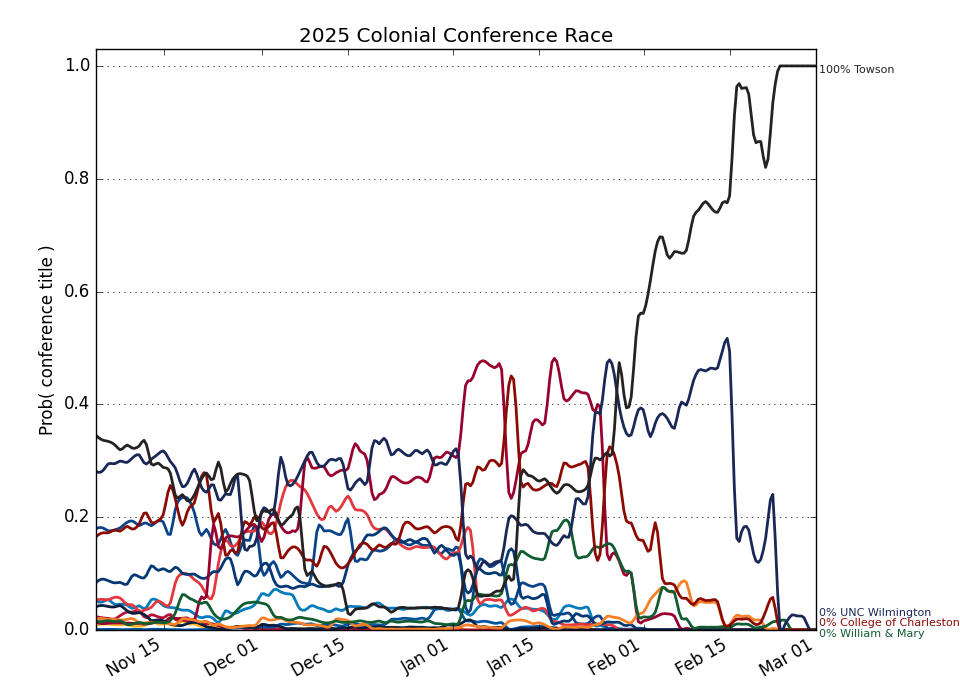 2025 Colonial Conference Race
1.0
100% Towson
0.8
0.6
Prob( conference title )
0.4
0.2
0% UNC Wilmington
0% College of Charleston
0.0
0% William & Mary
Nov 15
Dec 01
Dec 15
Jan 01
Jan 15
Feb 01
Feb 15
Mar 01